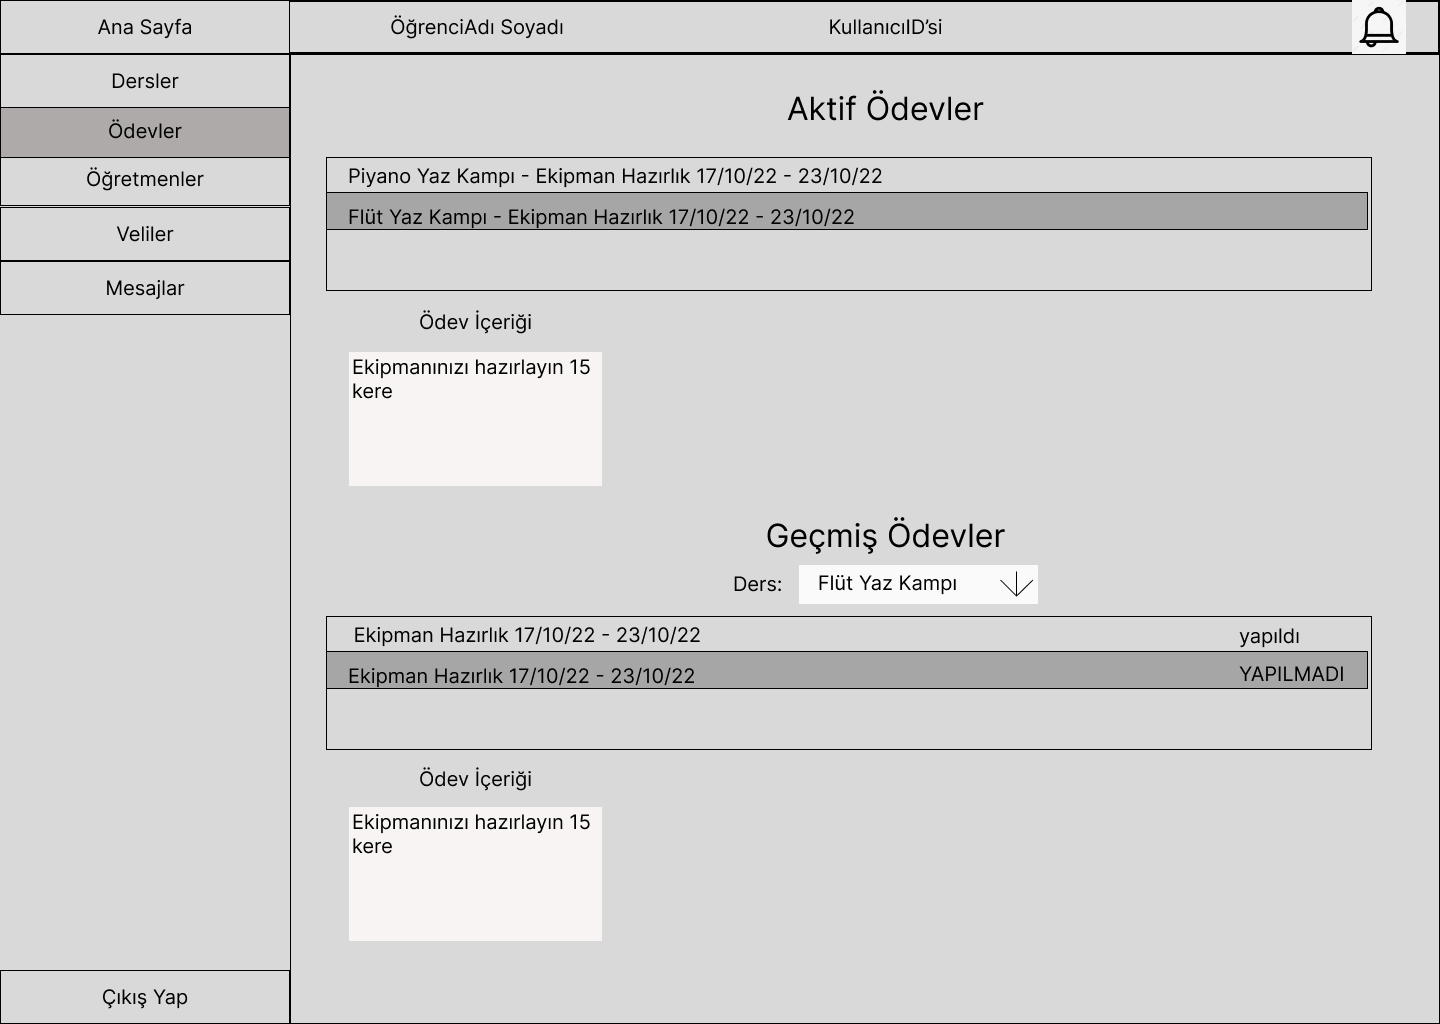 Ana Sayfa
ÖğrenciAdı Soyadı
KullanıcıID’si
Dersler
Ödevler
Öğretmenler
Veliler
Mesajlar
Çıkış Yap
Aktif Ödevler
Piyano Yaz Kampı - Ekipman Hazırlık 17/10/22 - 23/10/22
Flüt Yaz Kampı - Ekipman Hazırlık 17/10/22 - 23/10/22
Ödev İçeriği
Ekipmanınızı hazırlayın 15
kere
Geçmiş Ödevler
Ders: Flüt Yaz Kampı
Ekipman Hazırlık 17/10/22 - 23/10/22 yapıldı
Ekipman Hazırlık 17/10/22 - 23/10/22 YAPILMADI
Ödev İçeriği
Ekipmanınızı hazırlayın 15
kere